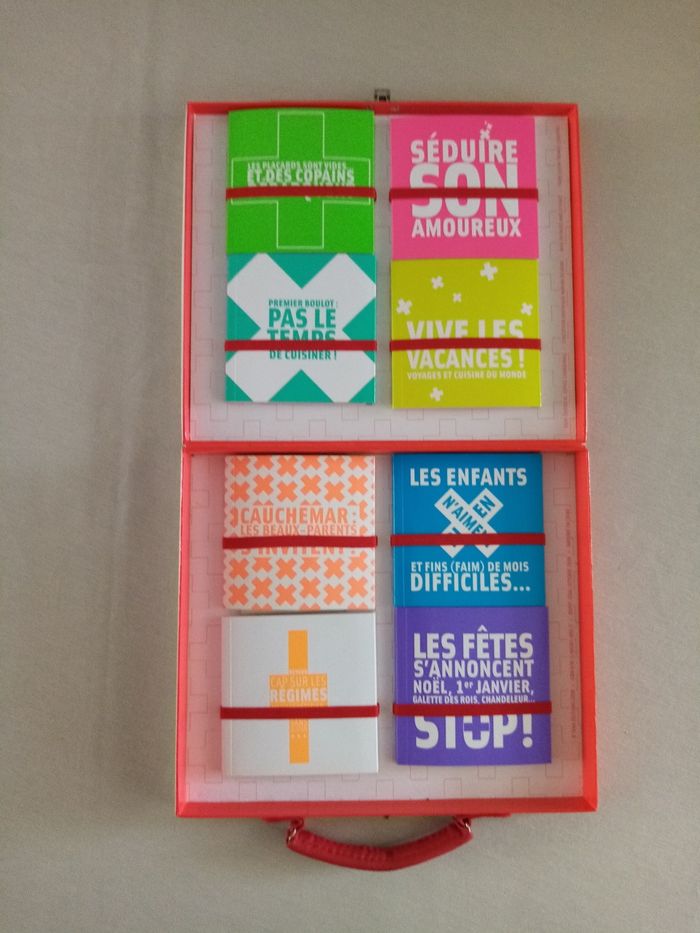 LES PLACARDS SONT VIDES
ET DES COPAINS
SÉDUIRE
SON
AMOUREUX
PREMIER BOULOT :
PAS LE
TEMPS
DE CUISINER !
VIVE LES
VACANCES !
VOYAGES ET CUISINE DU MONDE
CAUCHEMAR :
LES BEAUX-PARENTS
S'INVITENT !
LES ENFANTS
N'AIMENT
EN
ET FINS (FAIM) DE MOIS
DIFFICILES...
CAP SUR LES
RÉGIMES
LES FÊTES
S'ANNONCENT
NOËL, 1er JANVIER,
GALETTE DES ROIS, CHANDELEUR...
STOP!